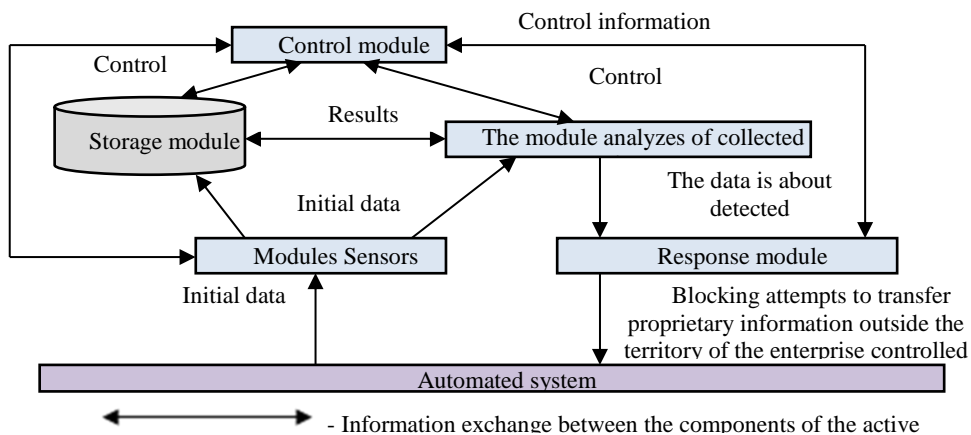 Control information
Control module
Control
Control
Results
Storage module
The module analyzes of collected
The data is about
detected
Initial data
Modules Sensors
Response module
Initial data
Blocking attempts to transfer
proprietary information outside the
territory of the enterprise controlled
Automated system
- Information exchange between the components of the active